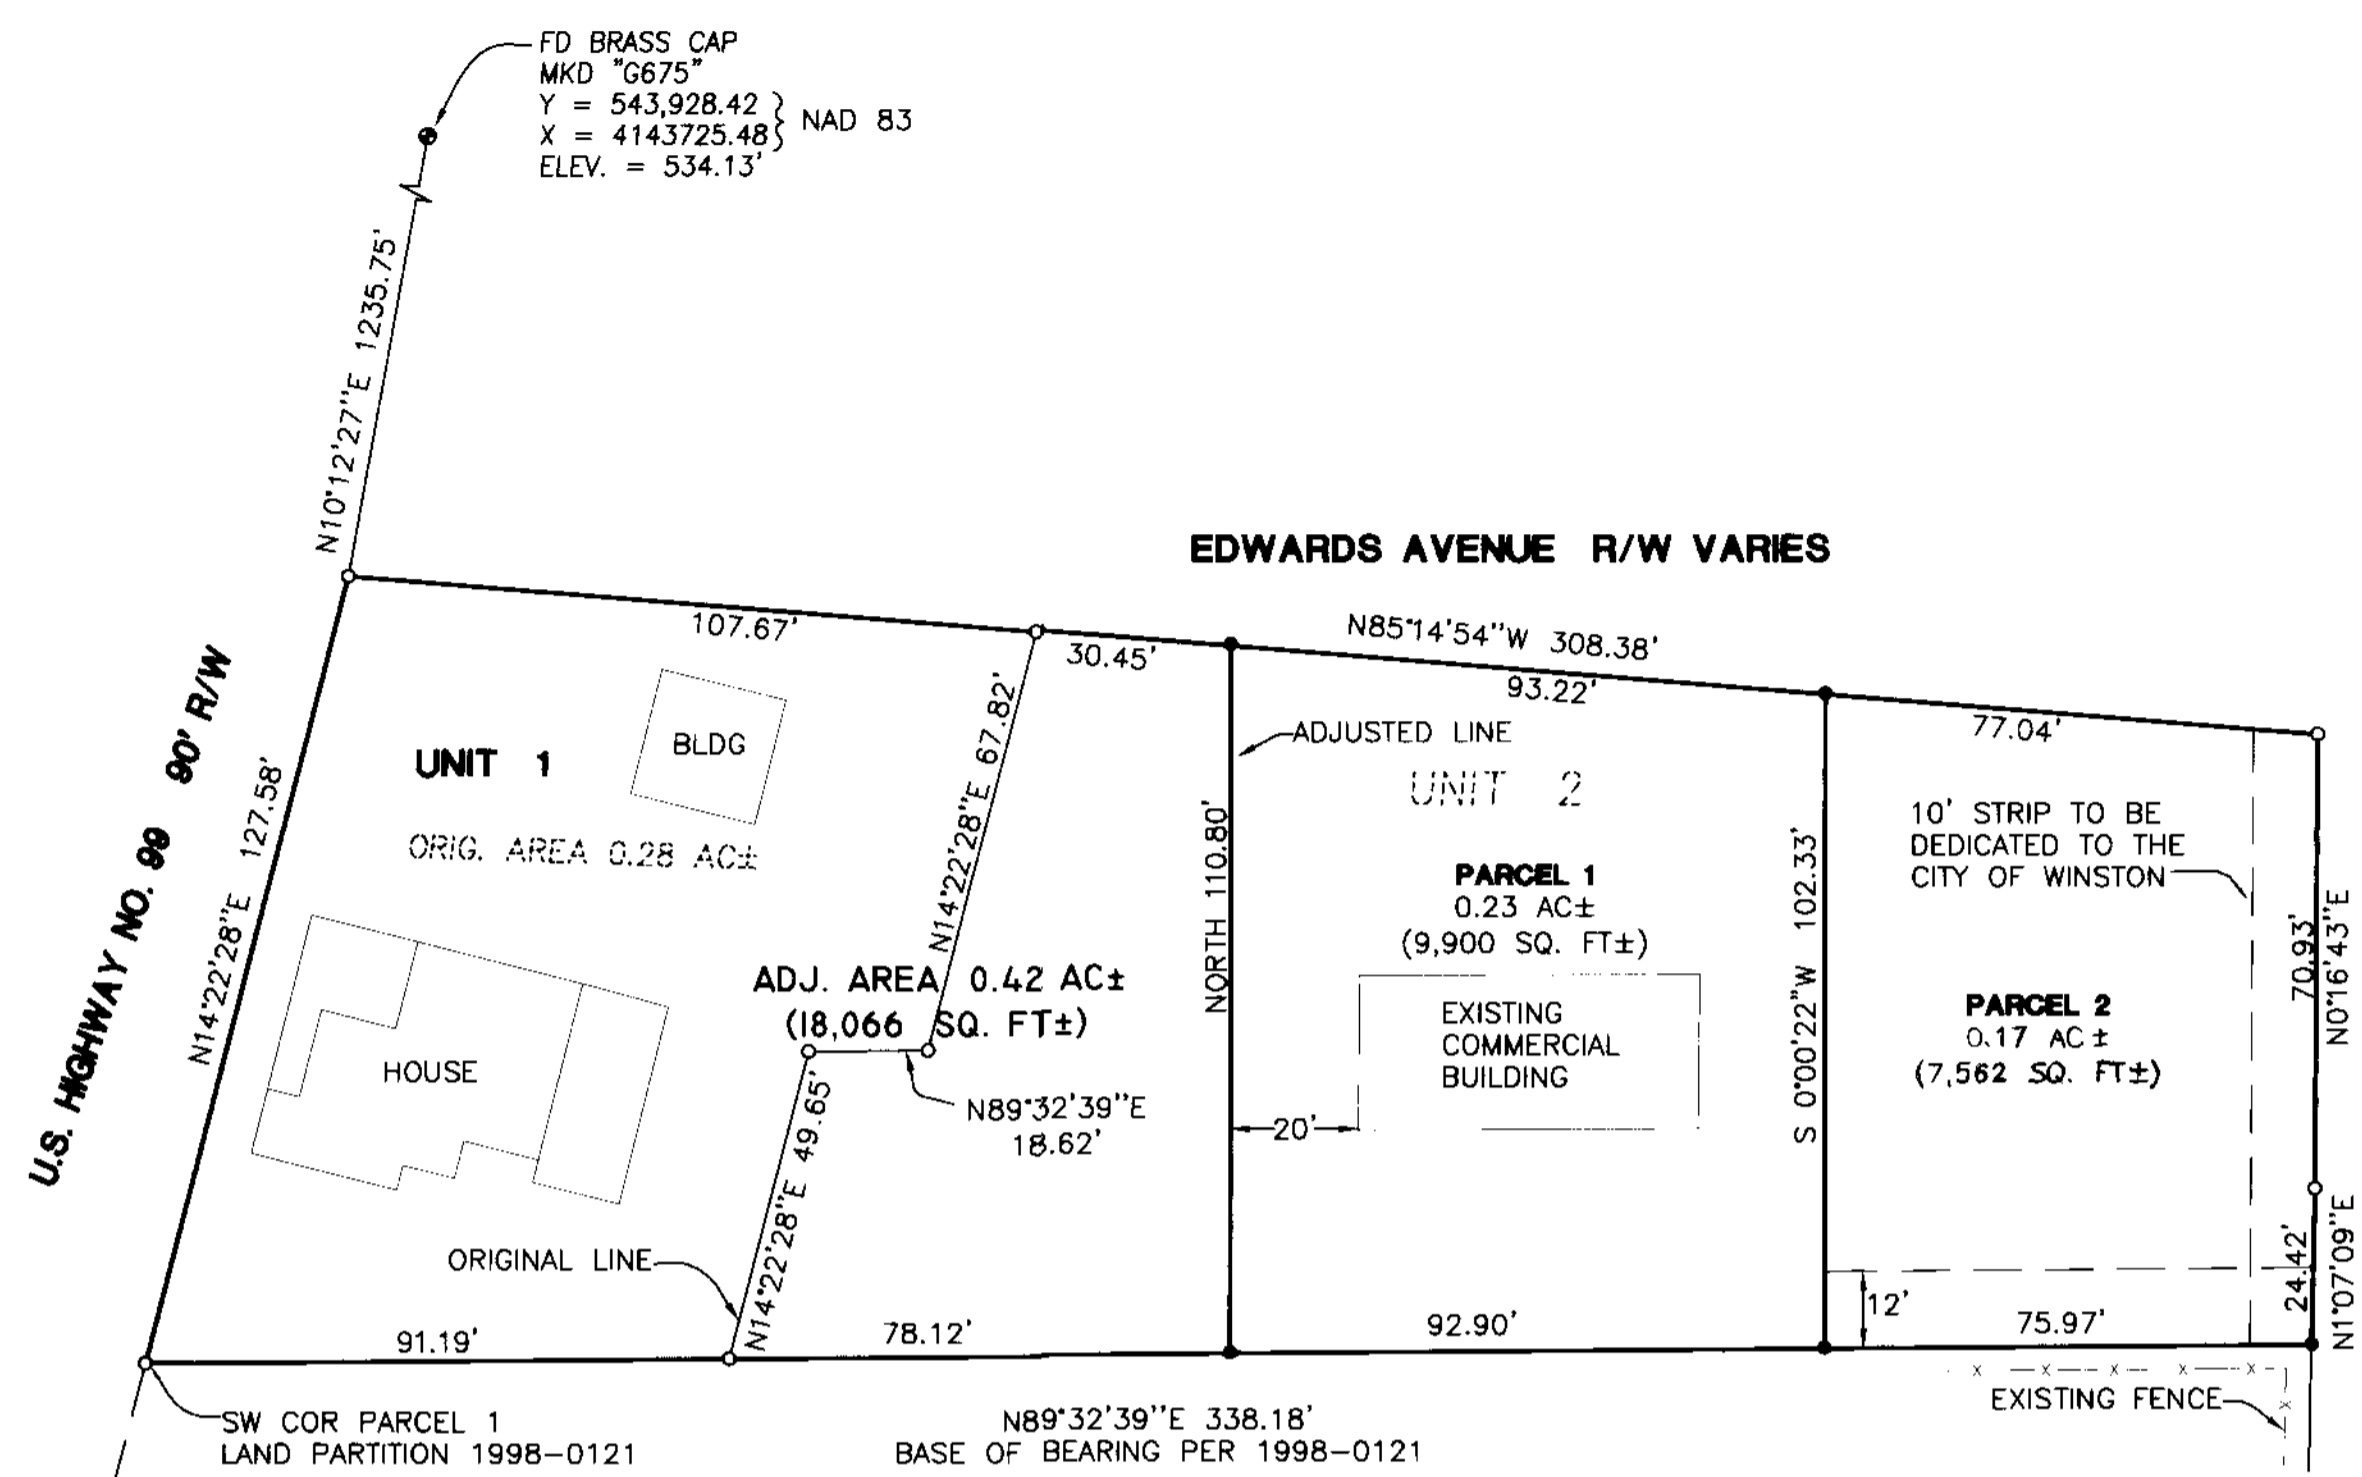 FD BRASS CAP
MKD "G675"
Y = 543,928.42
X = 4143725.48
NAD 83
ELEV. = 534.13'
N10°12'27"E 1235.75'
EDWARDS AVENUE R/W VARIES
107.67'
30.45'
N85°14'54"W 308.38'
93.22'
77.04'
U.S. HIGHWAY NO. 99 90' R/W
N14°22'28"E 127.58'
UNIT 1
BLDG
ORIG. AREA 0.28 AC±
HOUSE
N14°22'28"E 67.82'
ADJ. AREA 0.42 AC±
(18,066 SQ. FT±)
N89°32'39"E
18.62'
N14°22'28"E 49.65'
ORIGINAL LINE
NORTH 110.80'
ADJUSTED LINE
UNIT 2
PARCEL 1
0.23 AC±
(9,900 SQ. FT±)
EXISTING
COMMERCIAL
BUILDING
20'
S 0°00'22"W 102.33'
10' STRIP TO BE
DEDICATED TO THE
CITY OF WINSTON
PARCEL 2
0.17 AC±
(7,562 SQ. FT±)
70.93'
N0°16'43"E
24.42'
N1°07'09"E
12'
91.19'
78.12'
92.90'
75.97'
EXISTING FENCE
SW COR PARCEL 1
LAND PARTITION 1998-0121
N89°32'39"E 338.18'
BASE OF BEARING PER 1998-0121